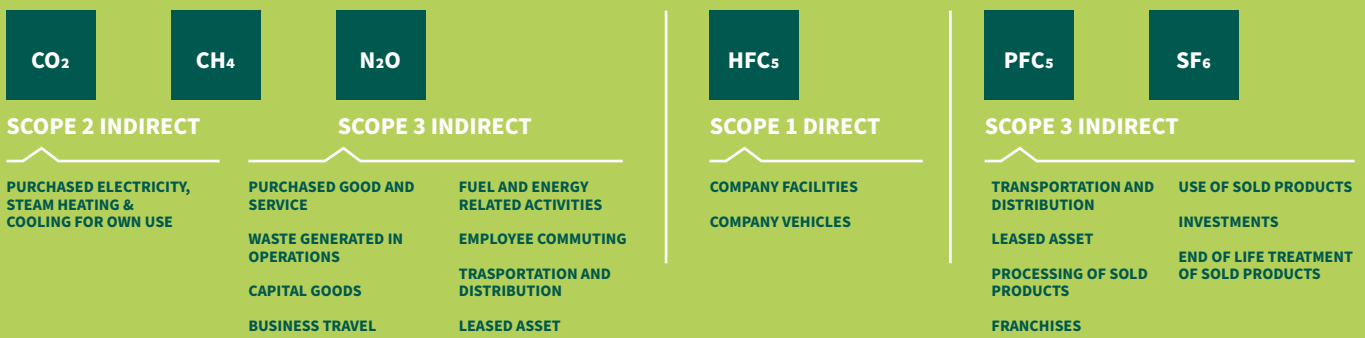 CO₂
CH₄
N₂O
SCOPE 2 INDIRECT
SCOPE 3 INDIRECT
PURCHASED ELECTRICITY,
STEAM HEATING &
COOLING FOR OWN USE
PURCHASED GOOD AND
SERVICE
WASTE GENERATED IN
OPERATIONS
CAPITAL GOODS
BUSINESS TRAVEL
FUEL AND ENERGY
RELATED ACTIVITIES
EMPLOYEE COMMUTING
TRASPORTATION AND
DISTRIBUTION
LEASED ASSET
HFC₅
SCOPE 1 DIRECT
COMPANY FACILITIES
COMPANY VEHICLES
PFC₅
SF₆
SCOPE 3 INDIRECT
TRANSPORTATION AND
DISTRIBUTION
LEASED ASSET
PROCESSING OF SOLD
PRODUCTS
FRANCHISES
USE OF SOLD PRODUCTS
INVESTMENTS
END OF LIFE TREATMENT
OF SOLD PRODUCTS